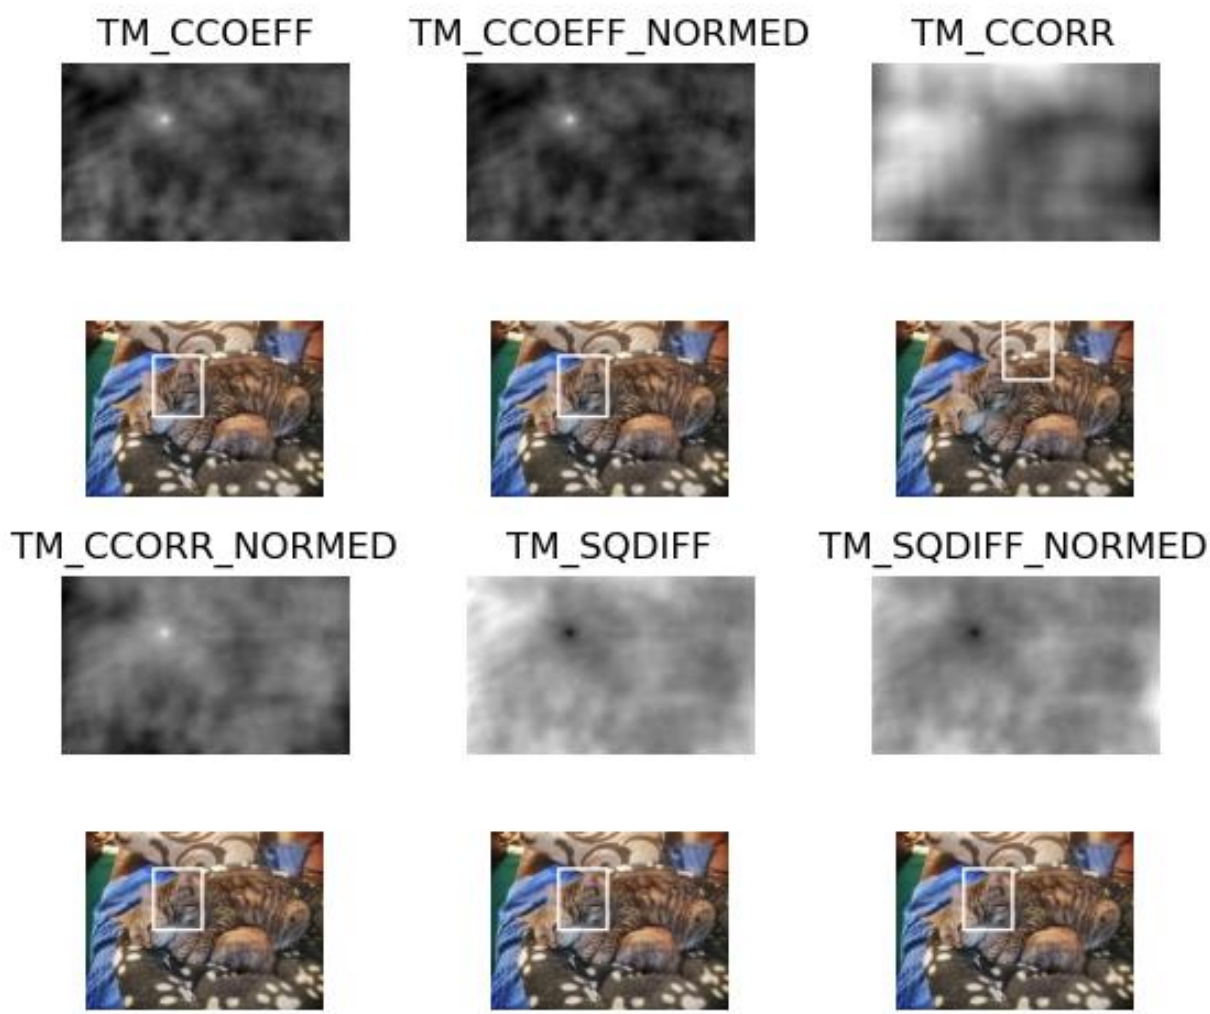 TM_CCOEFF
TM_CCOEFF_NORMED
TM_CCORR
TM_CCORR_NORMED
TM_SQDIFF
TM_SQDIFF_NORMED